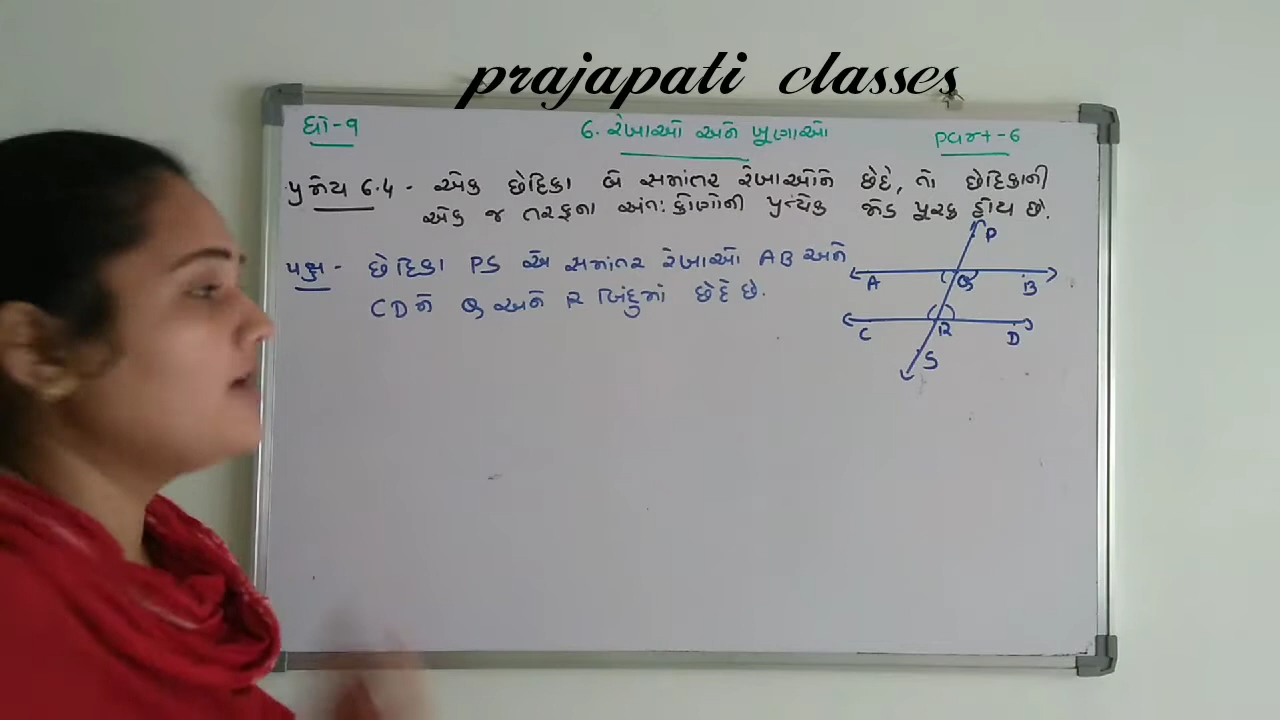 prajapati classes
ધો-૧
6. રેખાઓ અને ખૂણાઓ
Part-6
પ્રમેય 6.4 - એક છેદિકા બે સમાંતર રેખાઓને છેદે, તો છેદિકાની
એક જ તરફના અંત: કોણોની પ્રત્યેક જોડ પૂરક હોય છે.
પક્ષ - છેદિકા PS એ સમાંતર રેખાઓ AB અને
CD ને Q અને R બિંદુમાં છેદે છે.
P
A Q B
C R D
S